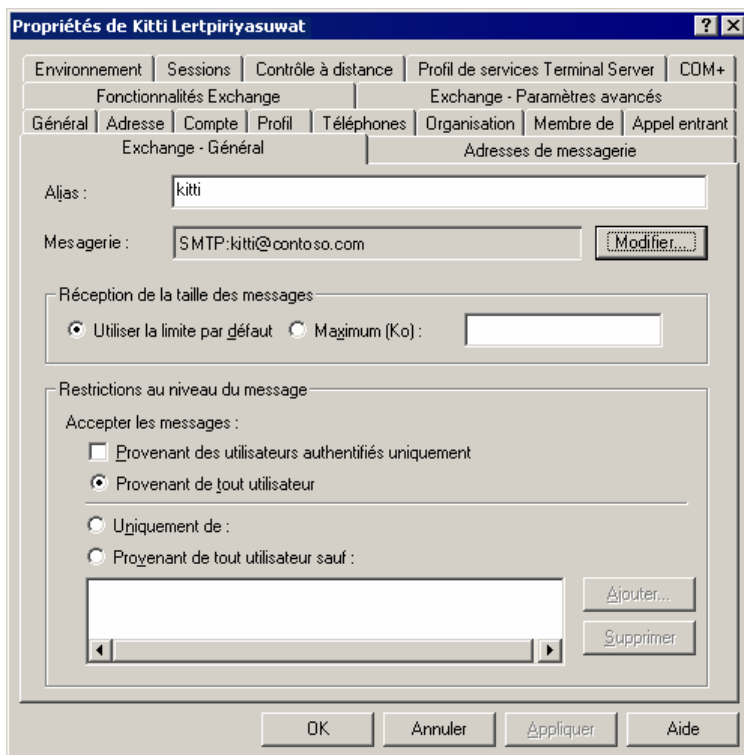 Propriétés de Kitti Lertpiriyasuwat
Environnement Sessions Contrôle à distance Profil de services Terminal Server COM+
Fonctionnalités Exchange Exchange - Paramètres avancés
Général Adresse Compte Profil Téléphones Organisation Membre de Appel entrant
Exchange - Général Adresses de messagerie
Alias : kitti
Mesagerie : SMTP:kitti@contoso.com Modifier...
Réception de la taille des messages
Utiliser la limite par défaut Maximum (Ko) :
Restrictions au niveau du message
Accepter les messages :
Provenant des utilisateurs authentifiés uniquement
Provenant de tout utilisateur
Uniquement de :
Provenant de tout utilisateur sauf :
Ajouter...
Supprimer
OK Annuler Appliquer Aide